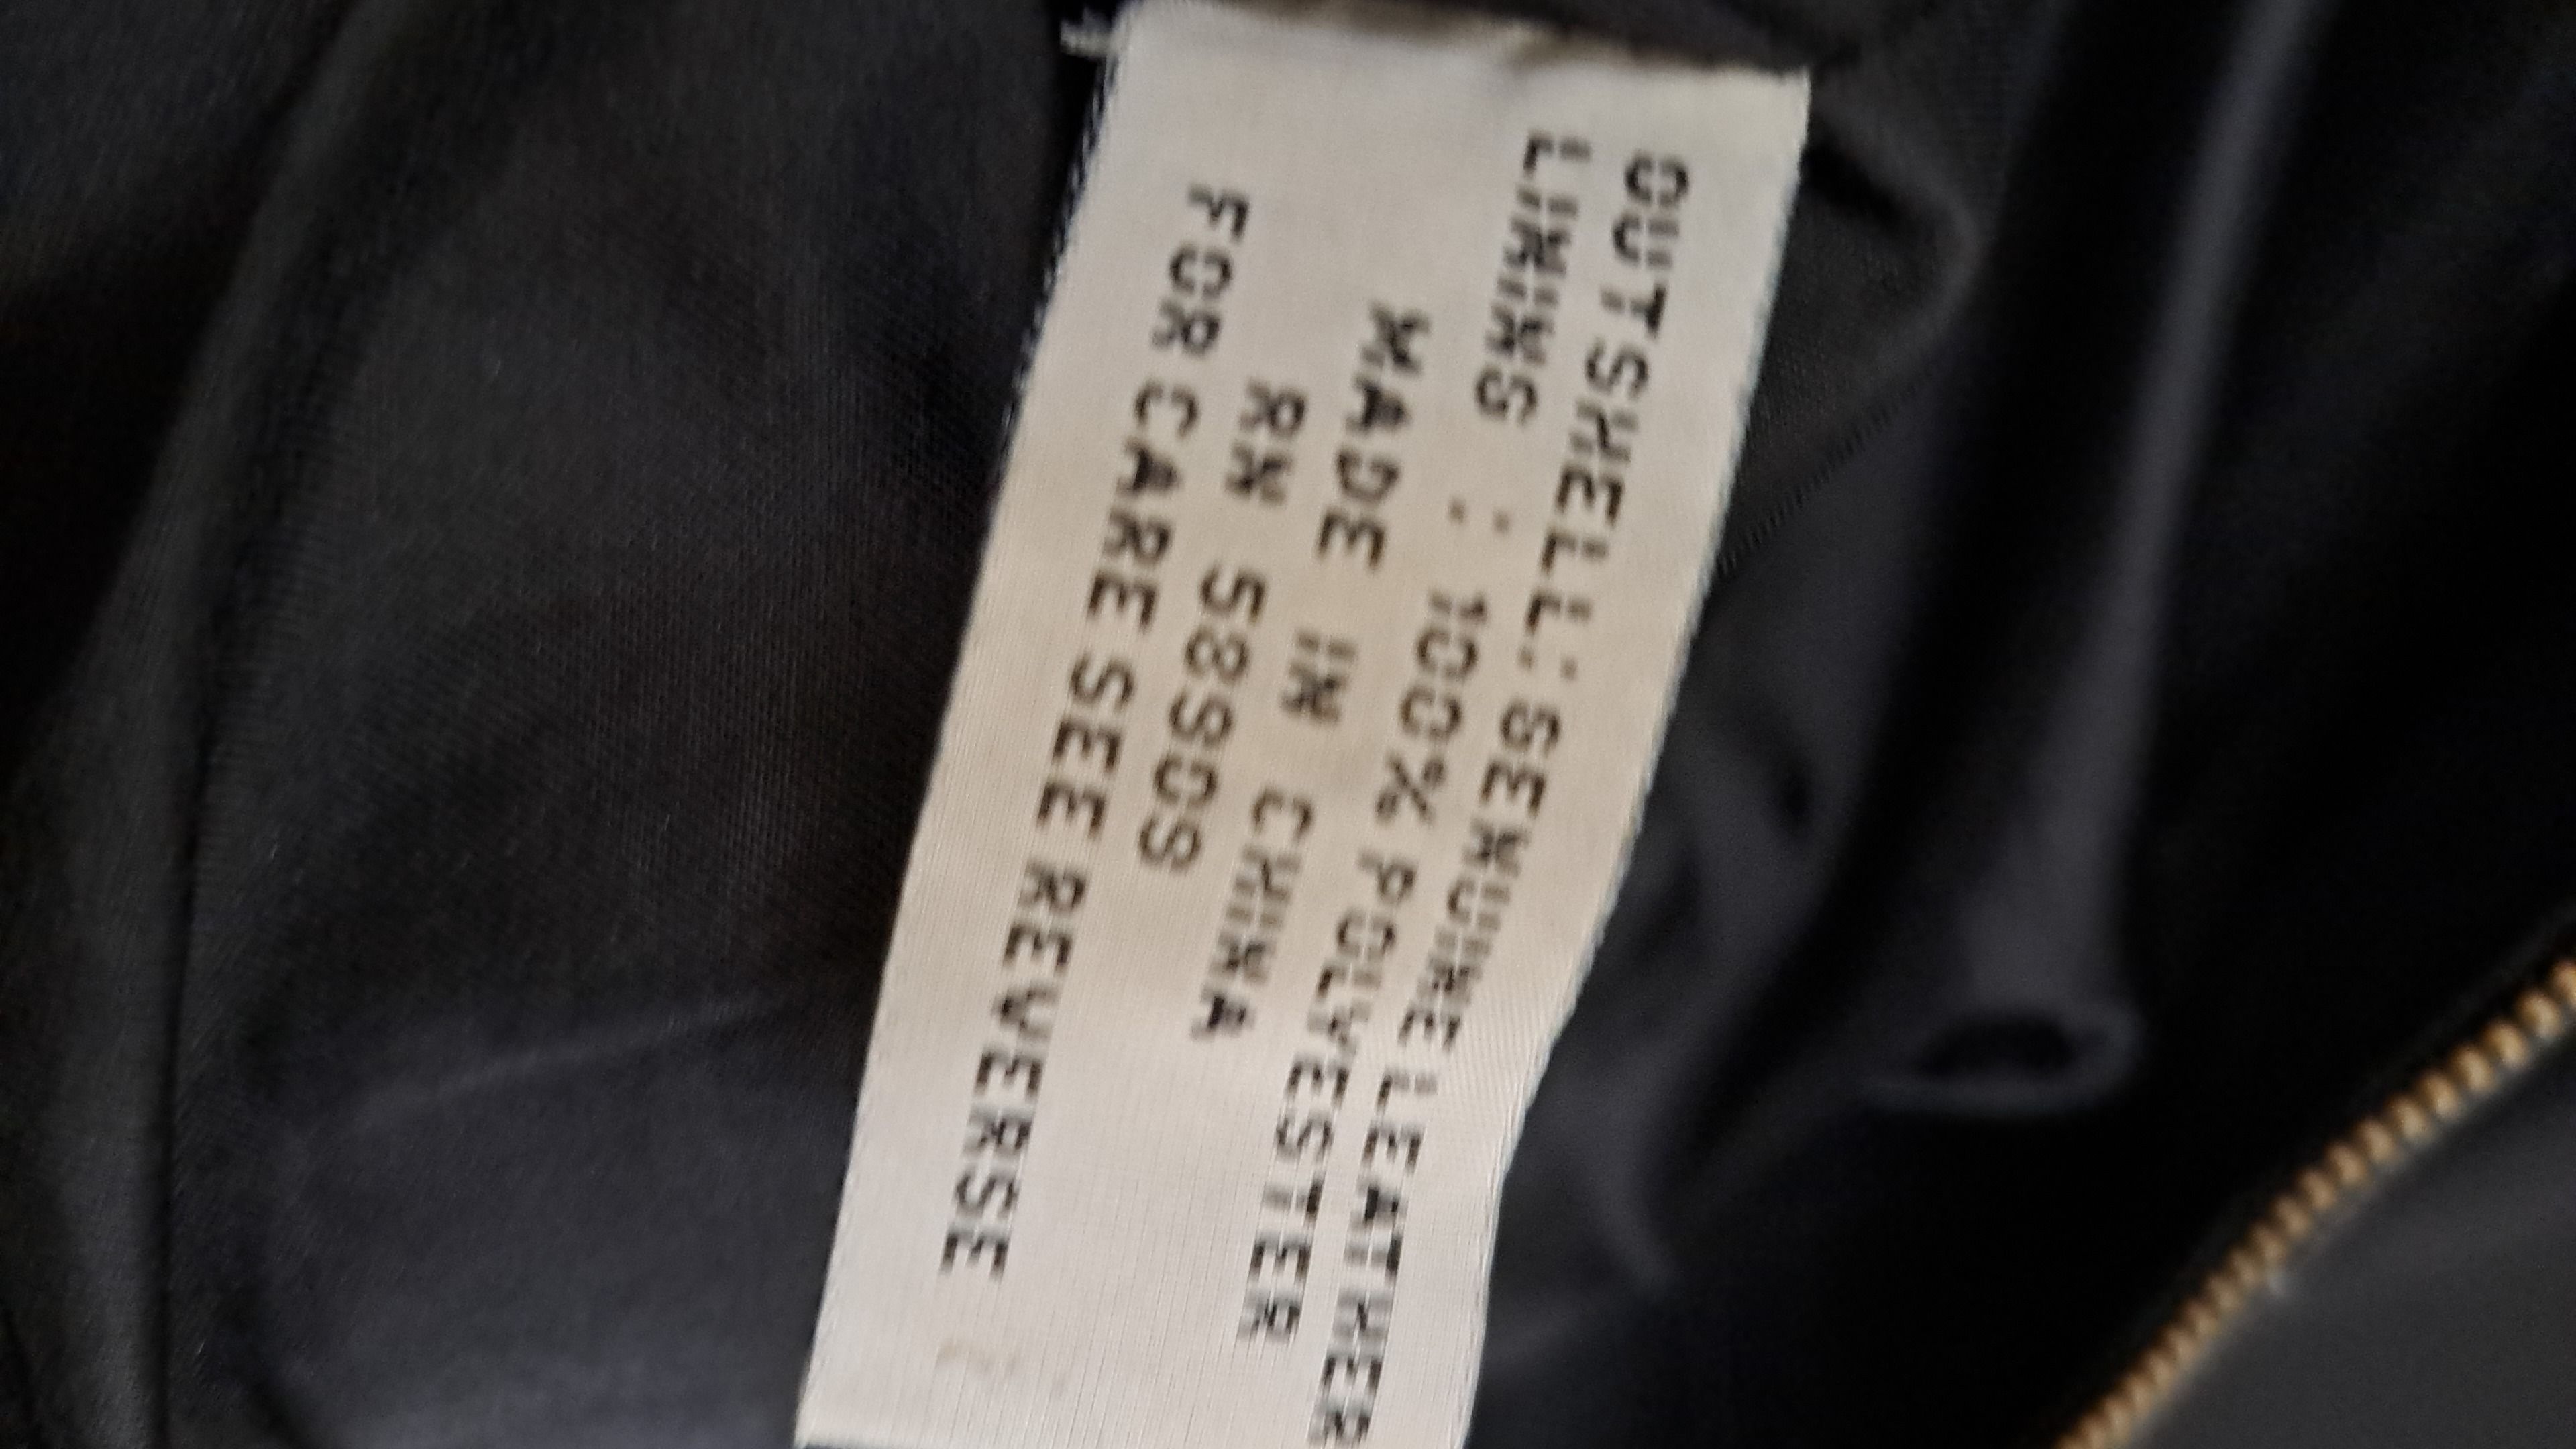 OUTSHELL: GENUINE LEATHER
LINING : 100% POLYESTER
MADE IN CHINA
RN 58905
FOR CARE SEE REVERSE